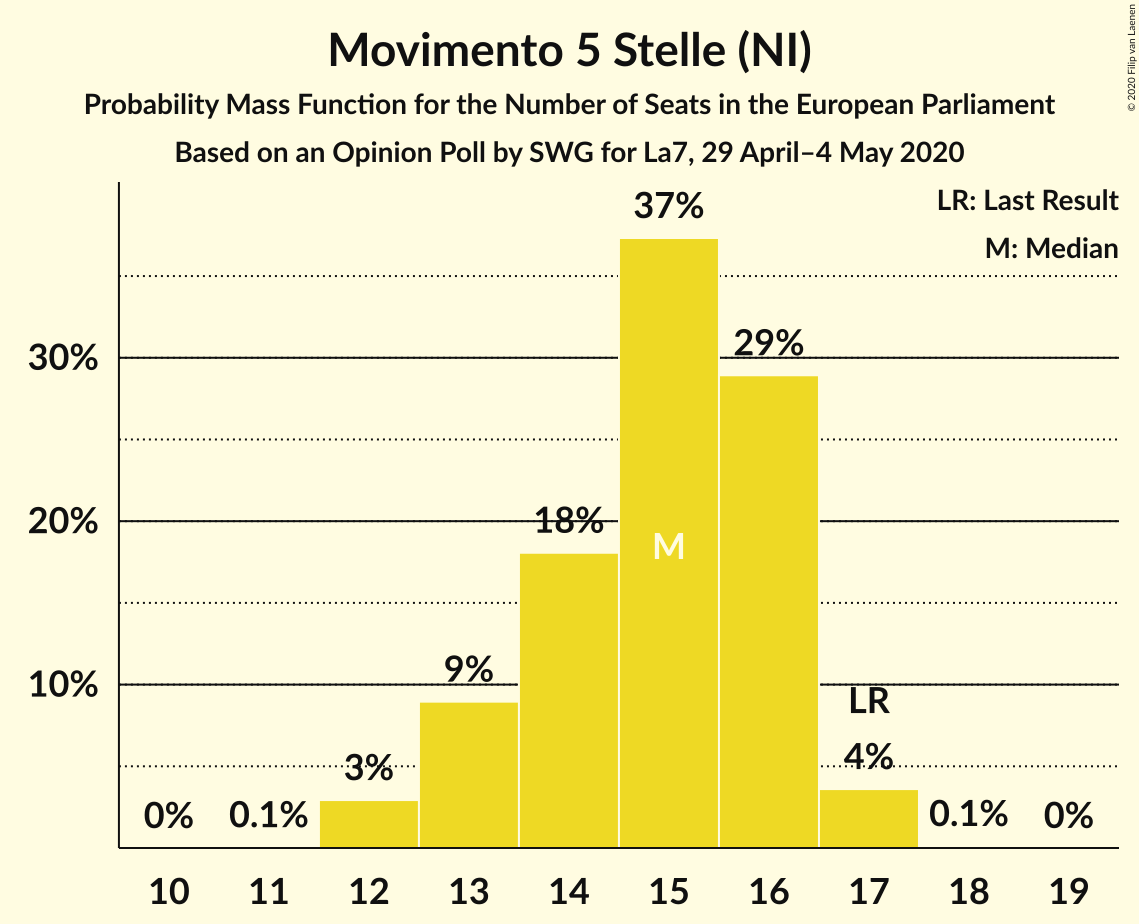 Movimento 5 Stelle (NI)
Probability Mass Function for the Number of Seats in the European Parliament
Based on an Opinion Poll by SWG for La7, 29 April–4 May 2020
© 2020 Filip van Laenen
LR: Last Result
M: Median
37%
30%
29%
20%
18%
M
10%
9%
LR
3%
4%
0%
0.1%
0.1%
0%
10 11 12 13 14 15 16 17 18 19